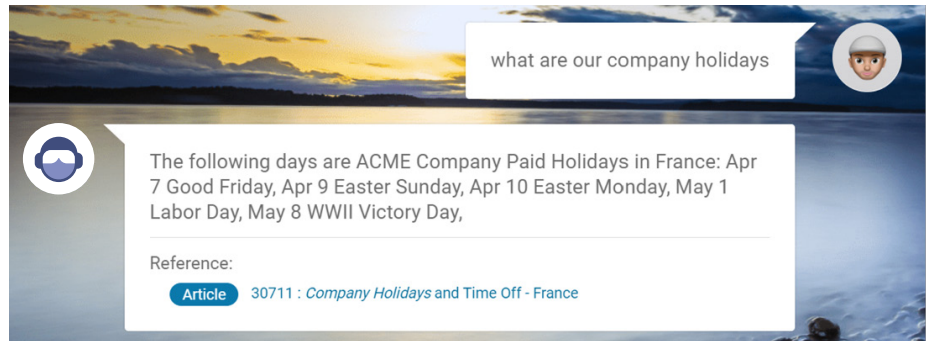 what are our company holidays
The following days are ACME Company Paid Holidays in France: Apr
7 Good Friday, Apr 9 Easter Sunday, Apr 10 Easter Monday, May 1
Labor Day, May 8 WWII Victory Day,
Reference:
Article 30711 : Company Holidays and Time Off - France